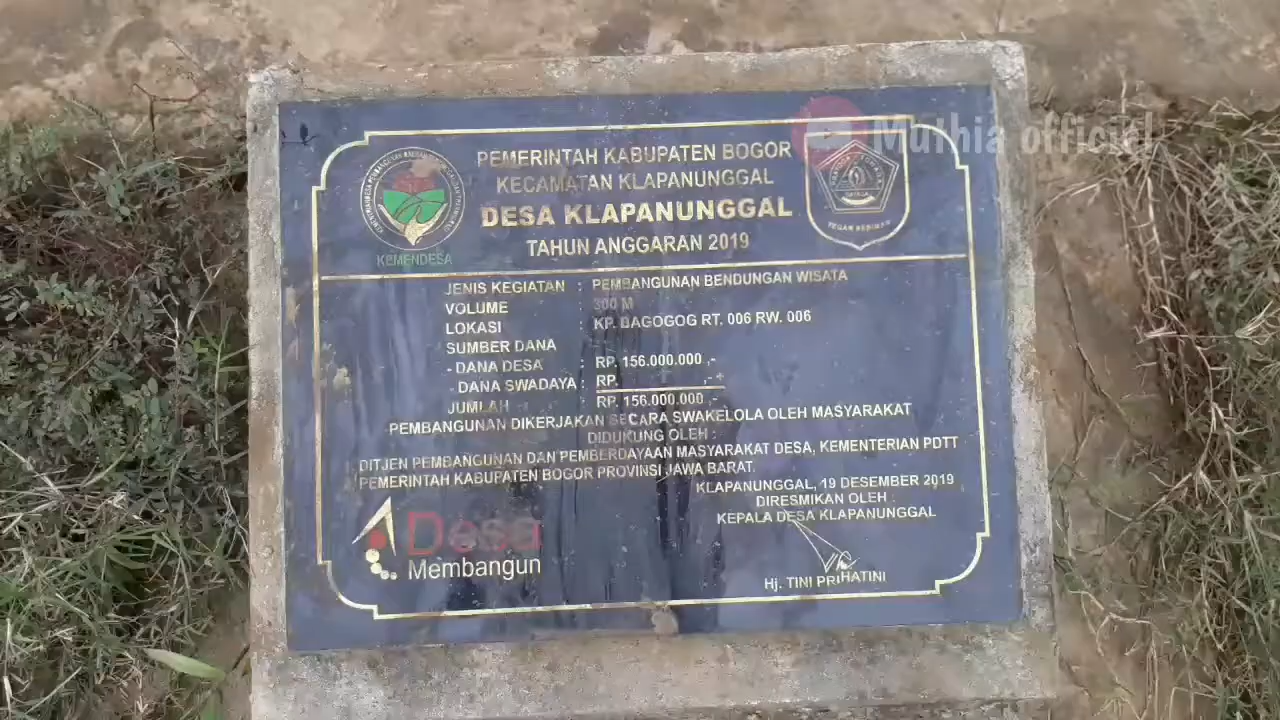 Muthia official
PEMERINTAH KABUPATEN BOGOR
KECAMATAN KLAPANUNGGAL
DESA KLAPANUNGGAL
TAHUN ANGGARAN 2019
KEMENDESA
TEGAR BERIMAN
JENIS KEGIATAN : PEMBANGUNAN BENDUNGAN WISATA
VOLUME : 300 M
LOKASI : KP. BAGOGOG RT. 006 RW. 006
SUMBER DANA
- DANA DESA : RP. 156.000.000 ,-
- DANA SWADAYA : RP. ,-
JUMLAH : RP. 156.000.000 ,-
PEMBANGUNAN DIKERJAKAN SECARA SWAKELOLA OLEH MASYARAKAT
DIDUKUNG OLEH :
DITJEN PEMBANGUNAN DAN PEMBERDAYAAN MASYARAKAT DESA, KEMENTERIAN PDTT
PEMERINTAH KABUPATEN BOGOR PROVINSI JAWA BARAT.
KLAPANUNGGAL, 19 DESEMBER 2019
DIRESMIKAN OLEH :
KEPALA DESA KLAPANUNGGAL
Hj. TINI PRIHATINI
Desa
Membangun